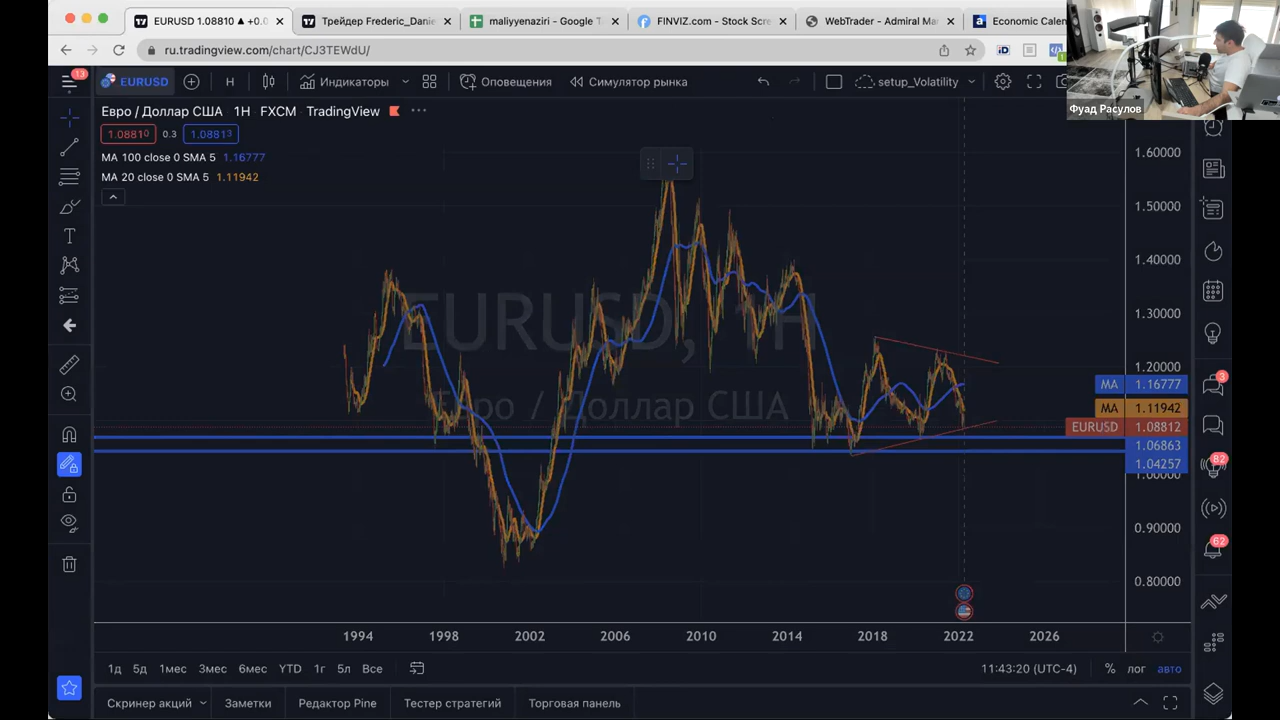 EURUSD 1.08810 ▲ +0.0
Трейдер Frederic_Danie
maliyyenaziri - Google T
FINVIZ.com - Stock Scre
WebTrader - Admiral Ma
Economic Calen
ru.tradingview.com/chart/CJ3TEWdU/
13
EURUSD
H
Индикаторы
Оповещения
Симулятор рынка
setup_Volatility
Фуад Расулов
Евро / Доллар США 1H FXCM TradingView
1.08810 0.3 1.08813
MA 100 close 0 SMA 5 1.16777
MA 20 close 0 SMA 5 1.11942
EURUSD, 1H
Евро / Доллар США
1.60000
1.50000
1.40000
1.30000
1.20000
MA 1.16777
MA 1.11942
EURUSD 1.08812
1.06863
1.04257
1.00000
0.90000
0.80000
3
82
62
1994 1998 2002 2006 2010 2014 2018 2022 2026
1д 5д 1мес 3мес 6мес YTD 1г 5л Все
11:43:20 (UTC-4) % лог авто
Скринер акций Заметки Редактор Pine Тестер стратегий Торговая панель